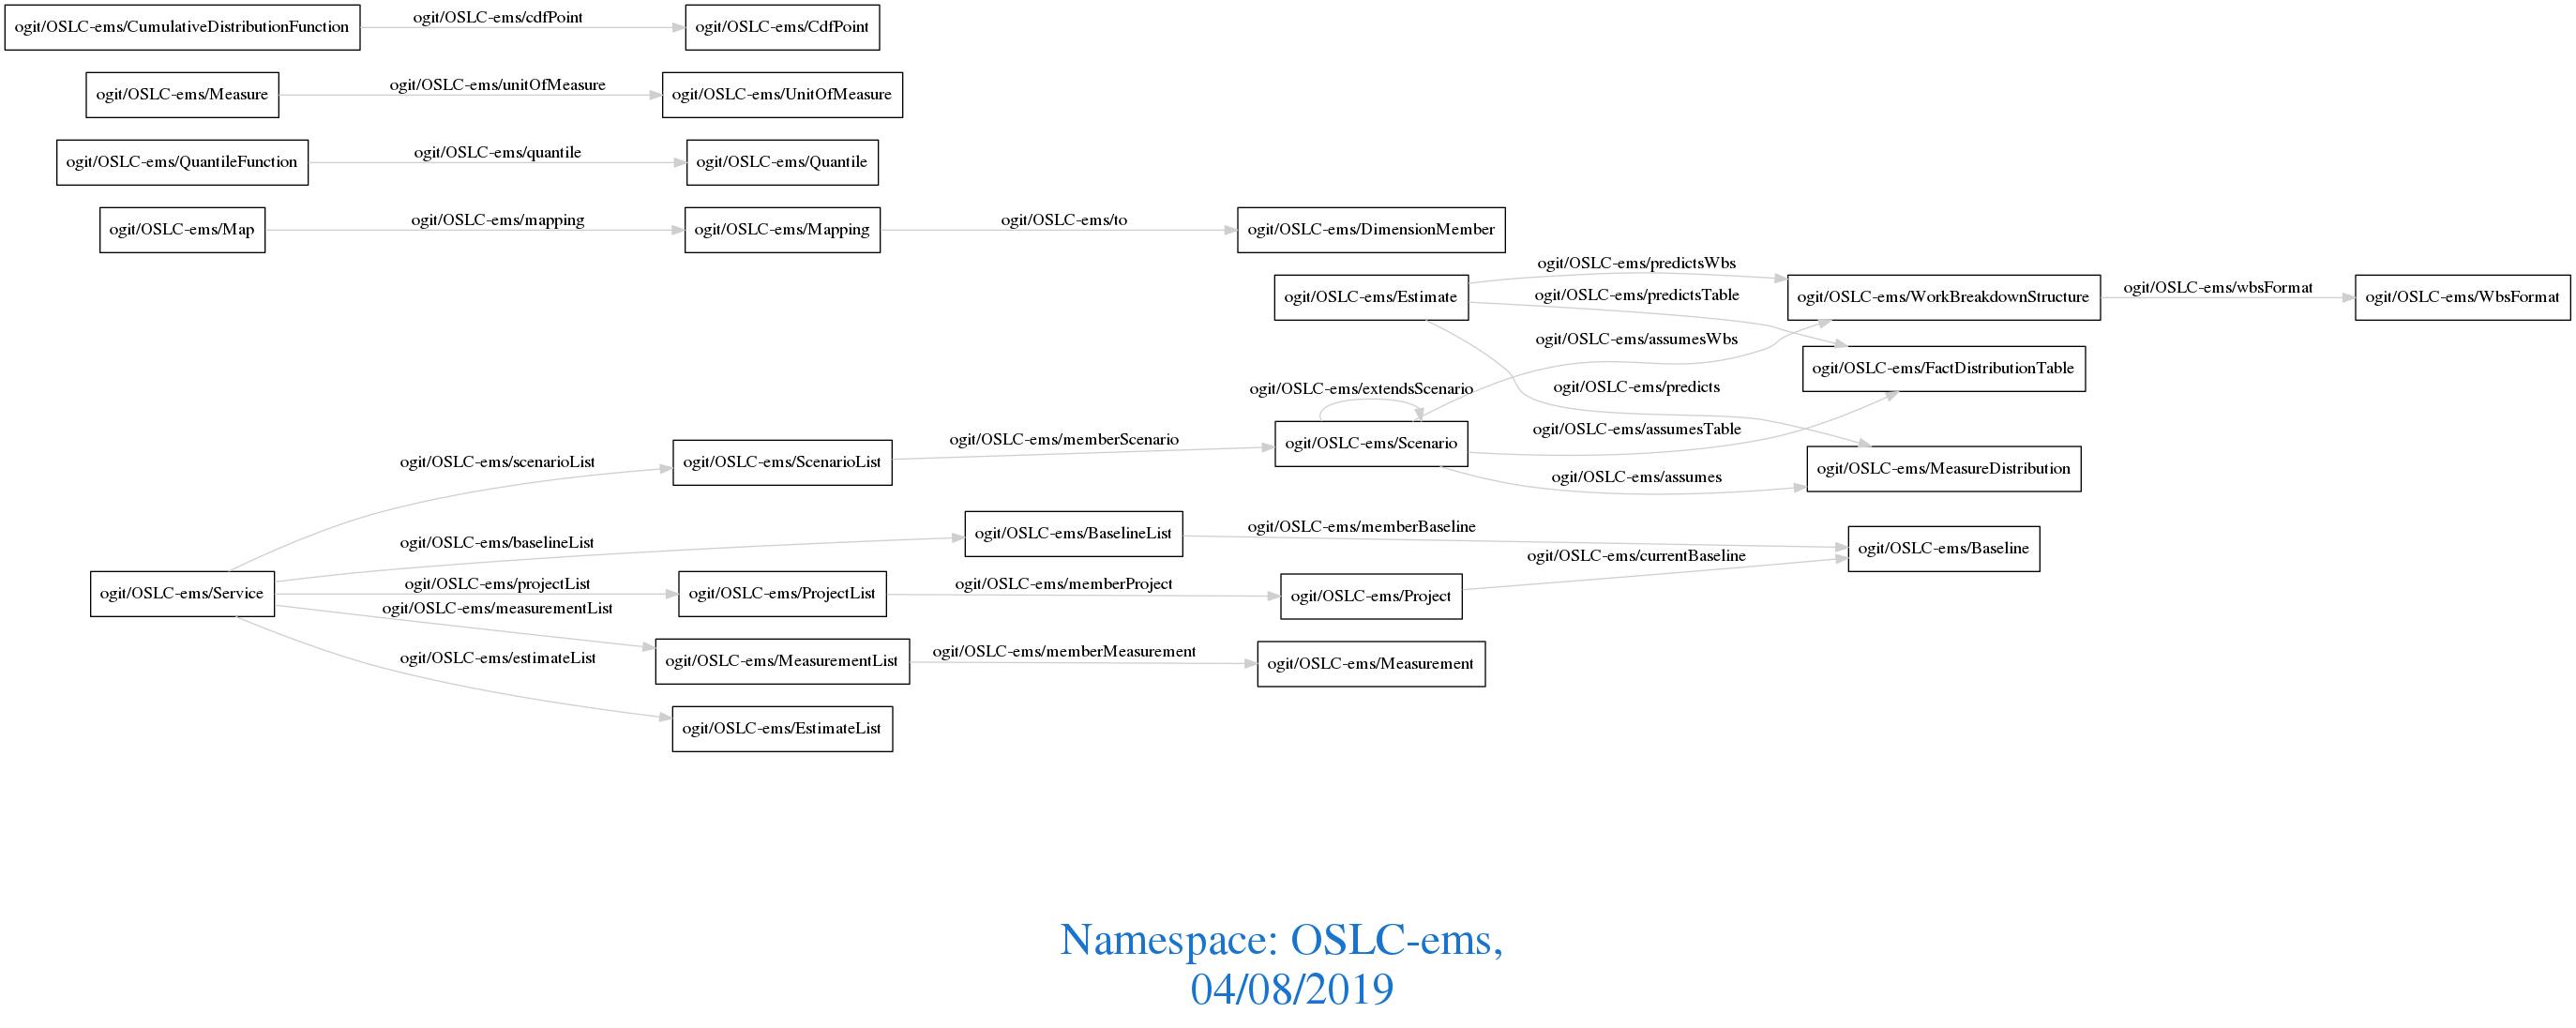 ogit/OSLC-ems/CumulativeDistributionFunction
ogit/OSLC-ems/cdfPoint
ogit/OSLC-ems/CdfPoint
ogit/OSLC-ems/Measure
ogit/OSLC-ems/unitOfMeasure
ogit/OSLC-ems/UnitOfMeasure
ogit/OSLC-ems/QuantileFunction
ogit/OSLC-ems/quantile
ogit/OSLC-ems/Quantile
ogit/OSLC-ems/Map
ogit/OSLC-ems/mapping
ogit/OSLC-ems/Mapping
ogit/OSLC-ems/to
ogit/OSLC-ems/DimensionMember
ogit/OSLC-ems/Estimate
ogit/OSLC-ems/predictsWbs
ogit/OSLC-ems/predictsTable
ogit/OSLC-ems/WorkBreakdownStructure
ogit/OSLC-ems/wbsFormat
ogit/OSLC-ems/WbsFormat
ogit/OSLC-ems/assumesWbs
ogit/OSLC-ems/FactDistributionTable
ogit/OSLC-ems/extendsScenario
ogit/OSLC-ems/predicts
ogit/OSLC-ems/scenarioList
ogit/OSLC-ems/ScenarioList
ogit/OSLC-ems/memberScenario
ogit/OSLC-ems/Scenario
ogit/OSLC-ems/assumesTable
ogit/OSLC-ems/assumes
ogit/OSLC-ems/MeasureDistribution
ogit/OSLC-ems/baselineList
ogit/OSLC-ems/BaselineList
ogit/OSLC-ems/memberBaseline
ogit/OSLC-ems/currentBaseline
ogit/OSLC-ems/Baseline
ogit/OSLC-ems/Service
ogit/OSLC-ems/projectList
ogit/OSLC-ems/ProjectList
ogit/OSLC-ems/memberProject
ogit/OSLC-ems/Project
ogit/OSLC-ems/measurementList
ogit/OSLC-ems/MeasurementList
ogit/OSLC-ems/memberMeasurement
ogit/OSLC-ems/Measurement
ogit/OSLC-ems/estimateList
ogit/OSLC-ems/EstimateList
Namespace: OSLC-ems,
04/08/2019